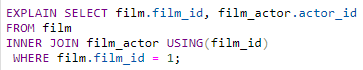 EXPLAIN SELECT film.film_id, film_actor.actor_id
FROM film
INNER JOIN film_actor USING(film_id)
WHERE film.film_id = 1;